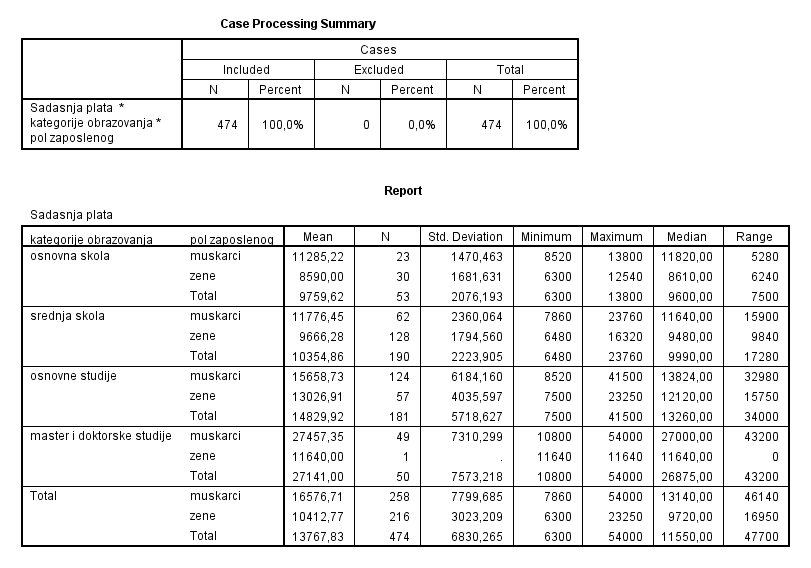 Case Processing Summary
Cases
Included Excluded Total
N Percent N Percent N Percent
Sadasnja plata *
kategorije obrazovanja *
pol zaposlenog
474 100,0% 0 0,0% 474 100,0%
Report
Sadasnja plata
kategorije obrazovanja pol zaposlenog Mean N Std. Deviation Minimum Maximum Median Range
osnovna skola muskarci 11285,22 23 1470,463 8520 13800 11820,00 5280
zene 8590,00 30 1681,631 6300 12540 8610,00 6240
Total 9759,62 53 2076,193 6300 13800 9600,00 7500
srednja skola muskarci 11776,45 62 2360,064 7860 23760 11640,00 15900
zene 9666,28 128 1794,560 6480 16320 9480,00 9840
Total 10354,86 190 2223,905 6480 23760 9990,00 17280
osnovne studije muskarci 15658,73 124 6184,160 8520 41500 13824,00 32980
zene 13026,91 57 4035,597 7500 23250 12120,00 15750
Total 14829,92 181 5718,627 7500 41500 13260,00 34000
master i doktorske studije muskarci 27457,35 49 7310,299 10800 54000 27000,00 43200
zene 11640,00 1 . 11640 11640 11640,00 0
Total 27141,00 50 7573,218 10800 54000 26875,00 43200
Total muskarci 16576,71 258 7799,685 7860 54000 13140,00 46140
zene 10412,77 216 3023,209 6300 23250 9720,00 16950
Total 13767,83 474 6830,265 6300 54000 11550,00 47700